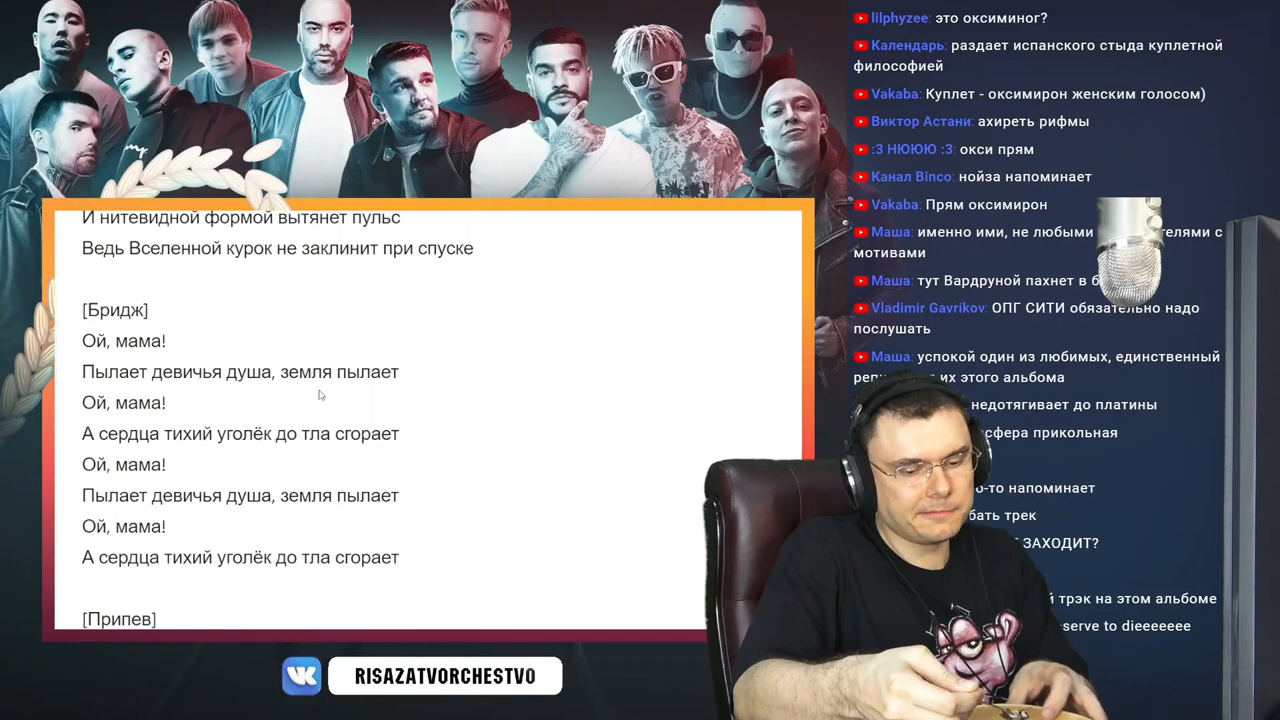 И нитевидной формой вытянет пульс
Ведь Вселенной курок не заклинит при спуске
[Бридж]
Ой, мама!
Пылает девичья душа, земля пылает
Ой, мама!
А сердца тихий уголёк до тла сгорает
Ой, мама!
Пылает девичья душа, земля пылает
Ой, мама!
А сердца тихий уголёк до тла сгорает
[Припев]
RISAZATVORCHESTVO
lilphyzee: это оксиминог?
Календарь: раздает испанского стыда куплетной
философией
Vakaba: Куплет - оксимирон женским голосом)
Виктор Астани: ахиреть рифмы
:3 НЮЮЮ :3: окси прям
Канал Binco: нойза напоминает
Vakaba: Прям оксимирон
Маша: именно ими, не любыми телями с
мотивами
Маша: тут Вардруной пахнет в
Vladimir Gavrikov: ОПГ СИТИ обязательно надо
послушать
Маша: успокой один из любимых, единственный
их этого альбома
недотягивает до платины
прикольная
напоминает
трек
ЗАХОДИТ?
трэк на этом альбоме
serve to dieeeeeee